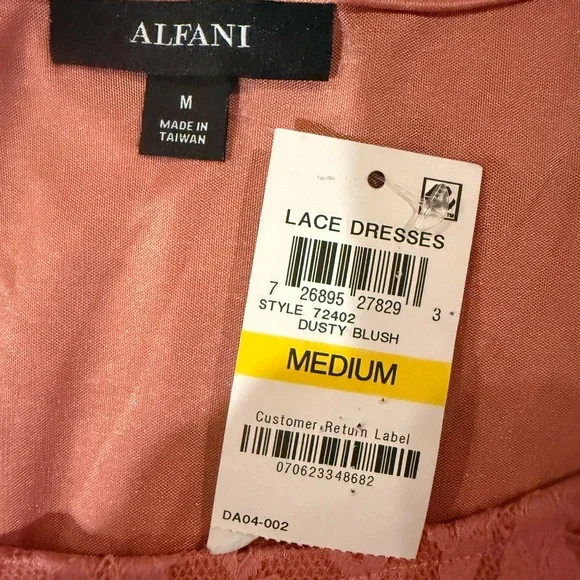 ALFANI
M
MADE IN
TAIWAN
LACE DRESSES
7 26895 27829 3
STYLE 72402
DUSTY BLUSH
MEDIUM
Customer Return Label
070623348682
DA04-002